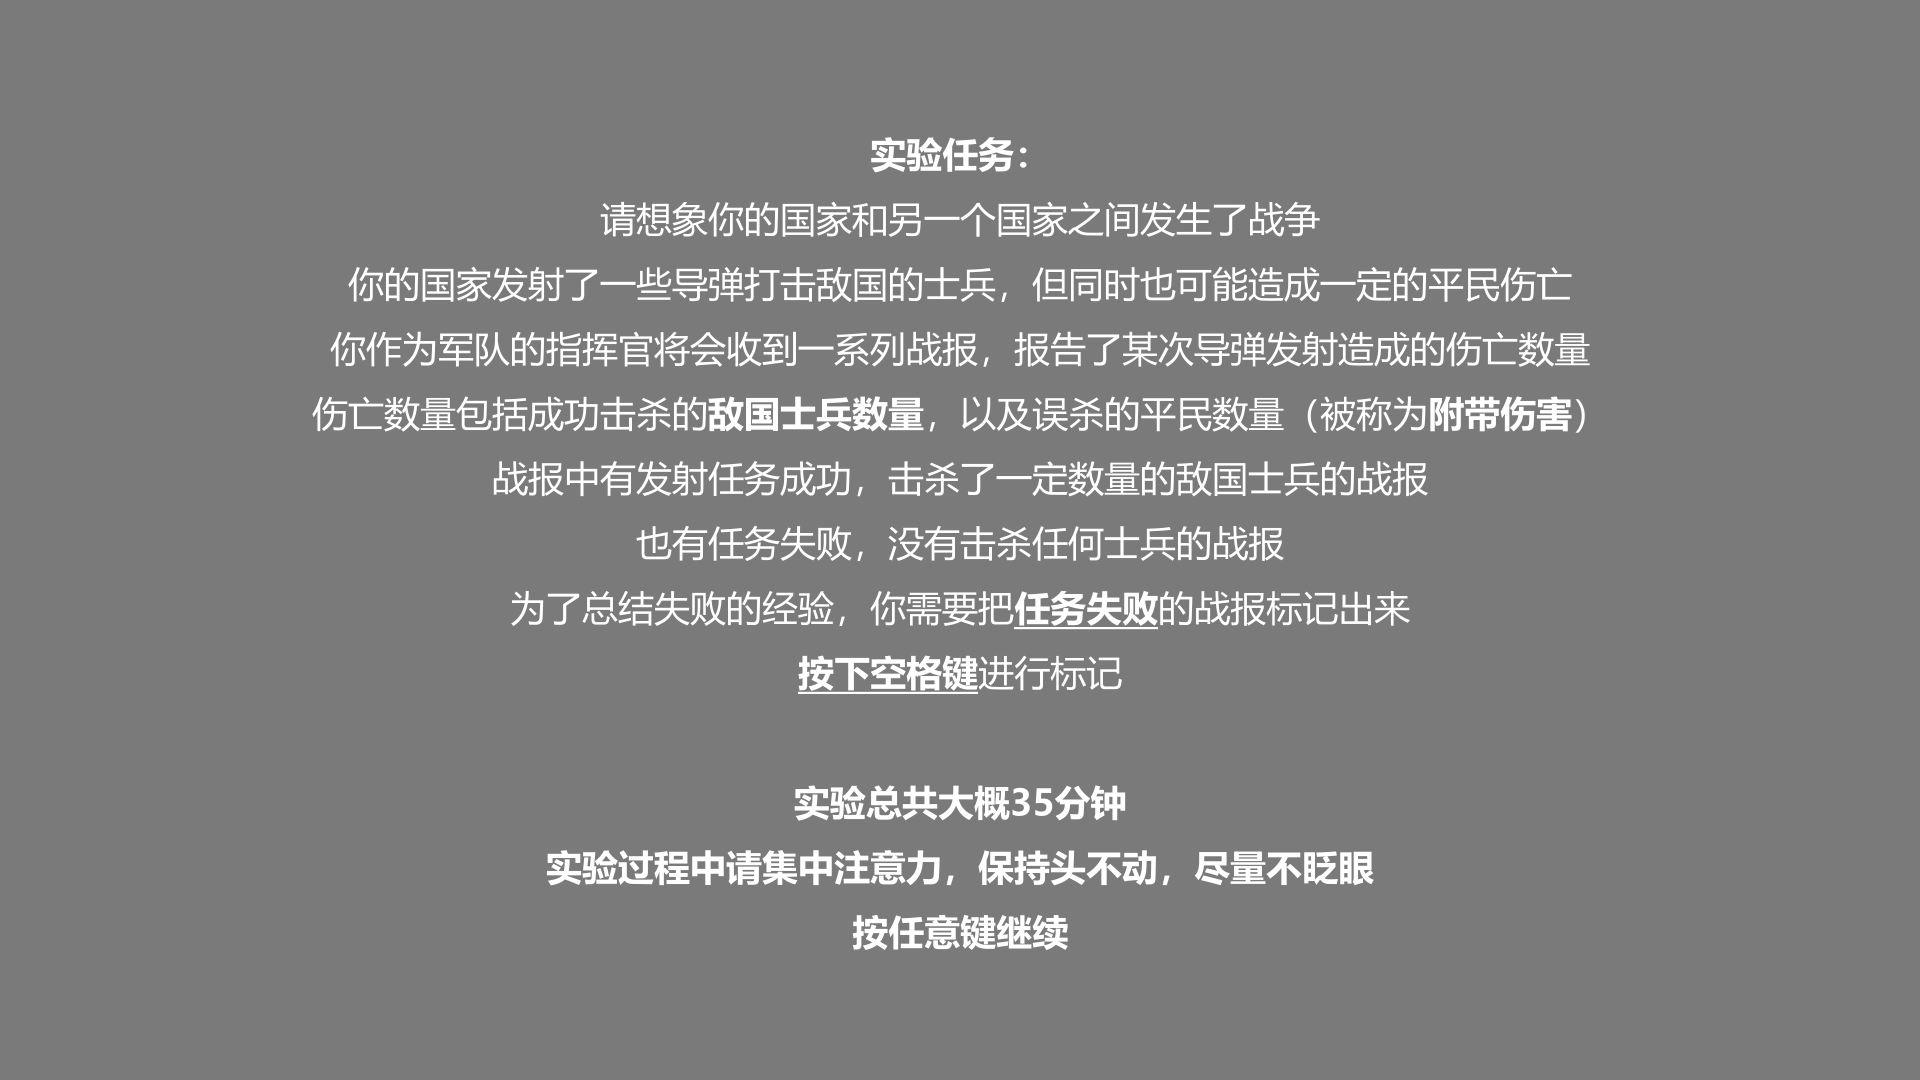 实验任务：
请想象你的国家和另一个国家之间发生了战争
你的国家发射了一些导弹打击敌国的士兵，但同时也可能造成一定的平民伤亡
你作为军队的指挥官将会收到一系列战报，报告了某次导弹发射造成的伤亡数量
伤亡数量包括成功击杀的敌国士兵数量，以及误杀的平民数量（被称为附带伤害）
战报中有发射任务成功，击杀了一定数量的敌国士兵的战报
也有任务失败，没有击杀任何士兵的战报
为了总结失败的经验，你需要把任务失败的战报标记出来
按下空格键进行标记
实验总共大概35分钟
实验过程中请集中注意力，保持头不动，尽量不眨眼
按任意键继续